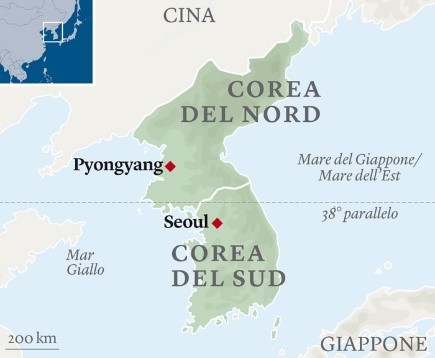 CINA
COREA
DEL NORD
Pyongyang
Mare del Giappone/
Mare dell'Est
38° parallelo
Seoul
Mar
Giallo
COREA
DEL SUD
200 km
GIAPPONE